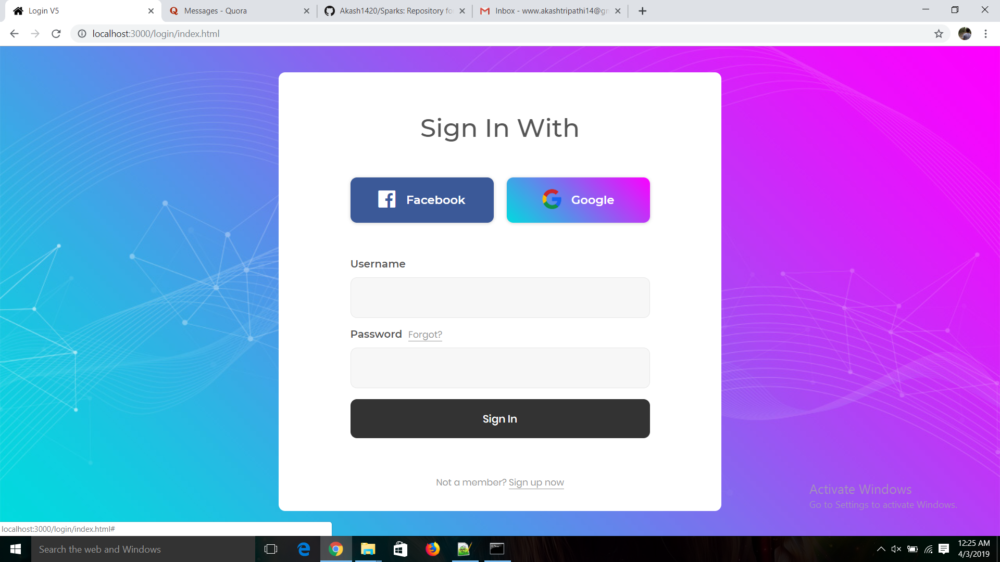 Login V5
Messages - Quora
Akash1420/Sparks: Repository fo
Inbox - www.akashtripathi14@gm
localhost:3000/login/index.html
Sign In With
Facebook
Google
Username
Password Forgot?
Sign In
Not a member? Sign up now
Activate Windows
Go to Settings to activate Windows.
localhost:3000/login/index.html#
Search the web and Windows
12:25 AM
4/3/2019